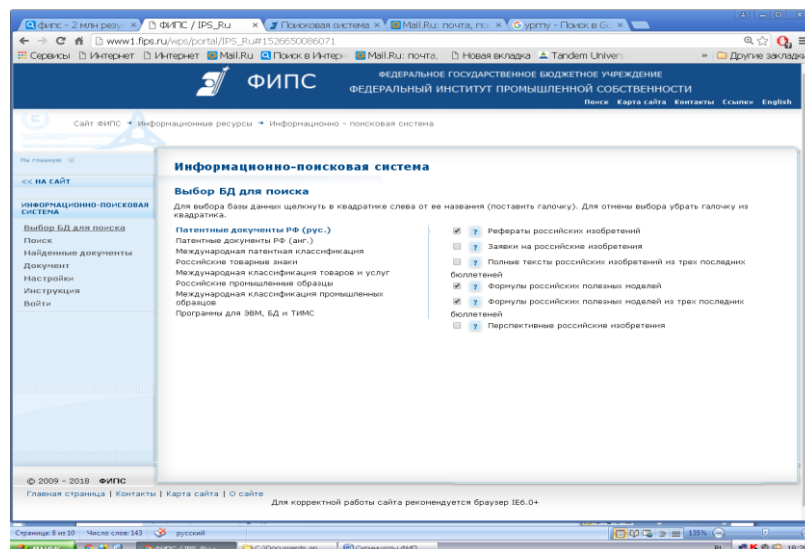 фипс - 2 млн резу
ФИПС / IPS_Ru
Поисковая система
Mail.Ru: почта, по
урпту - Поиск в Go
www1.fips.ru/wps/portal/IPS_Ru#1526650086071
Сервисы Интернет Интернет Mail.Ru Поиск в Интер Mail.Ru: почта, Новая вкладка Tandem Univer » Другие закладки
ФИПС
ФЕДЕРАЛЬНОЕ ГОСУДАРСТВЕННОЕ БЮДЖЕТНОЕ УЧРЕЖДЕНИЕ
ФЕДЕРАЛЬНЫЙ ИНСТИТУТ ПРОМЫШЛЕННОЙ СОБСТВЕННОСТИ
Поиск Карта сайта Контакты Ссылки English
Сайт ФИПС → Информационные ресурсы → Информационно - поисковая система
На главную
<< НА САЙТ
ИНФОРМАЦИОННО-ПОИСКОВАЯ
СИСТЕМА
Выбор БД для поиска
Поиск
Найденные документы
Документ
Настройки
Инструкция
Войти
Информационно-поисковая система
Выбор БД для поиска
Для выбора базы данных щелкнуть в квадратике слева от ее названия (поставить галочку). Для отмены выбора убрать галочку из
квадратика.
Патентные документы РФ (рус.)
Патентные документы РФ (анг.)
Международная патентная классификация
Российские товарные знаки
Международная классификация товаров и услуг
Российские промышленные образцы
Международная классификация промышленных
образцов
Программы для ЭВМ, БД и ТИМС
? Рефераты российских изобретений
? Заявки на российские изобретения
? Полные тексты российских изобретений из трех последних
бюллетеней
? Формулы российских полезных моделей
? Формулы российских полезных моделей из трех последних
бюллетеней
? Перспективные российские изобретения
© 2009 - 2018 ФИПС
Главная страница | Контакты | Карта сайта | О сайте
Для корректной работы сайта рекомендуется браузер IE6.0+
Страница: 8 из 10 Число слов: 143 русский 135%